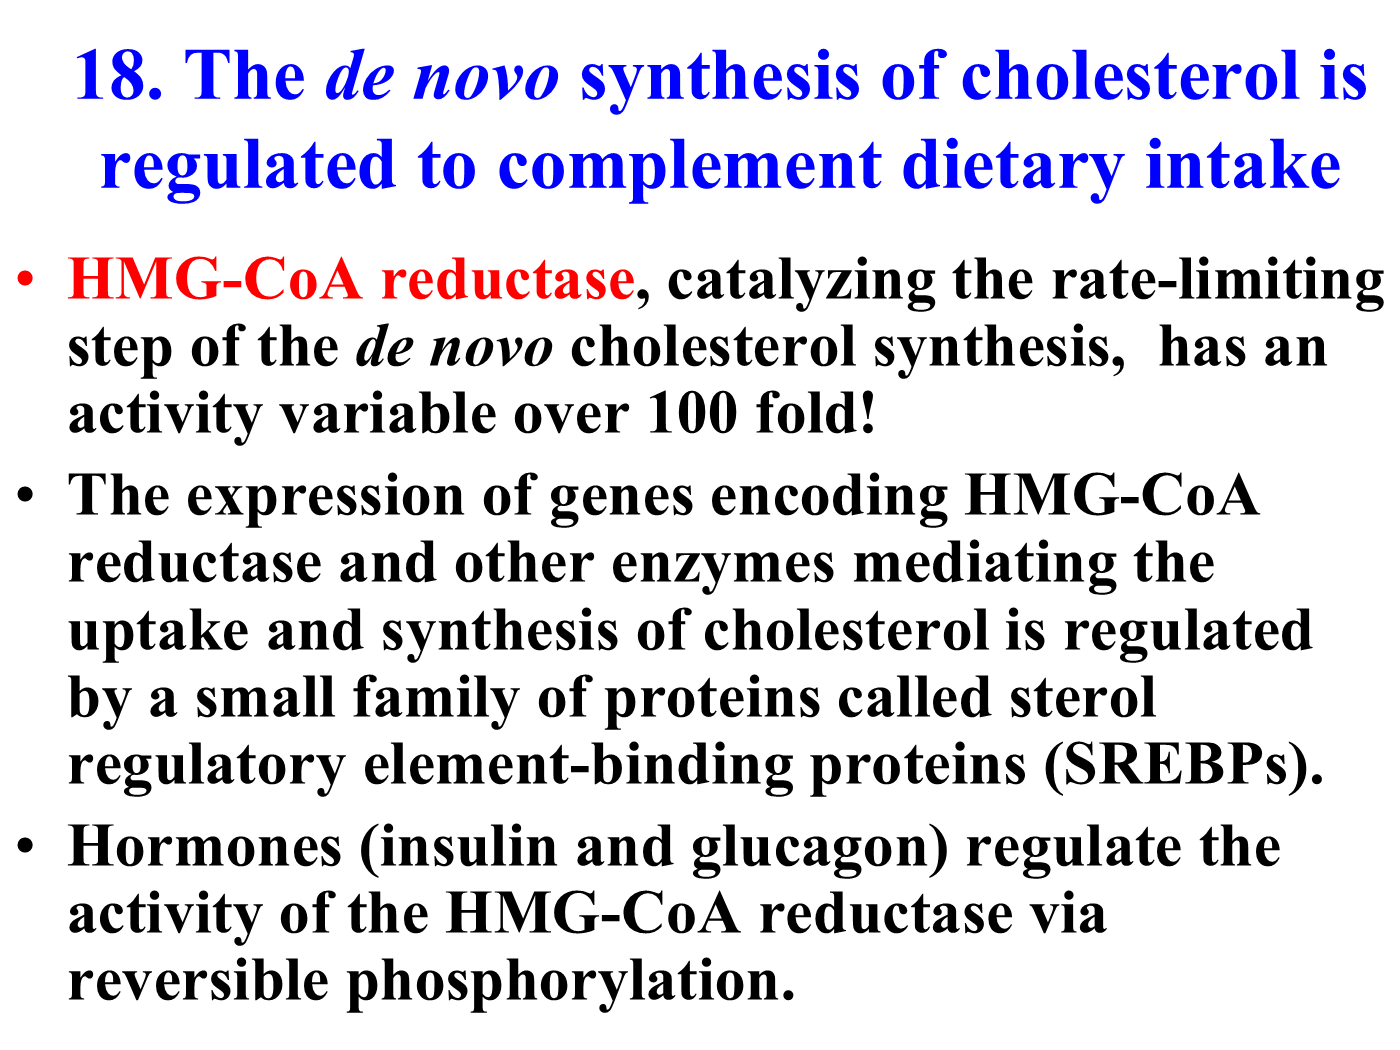 18. The de novo synthesis of cholesterol is
regulated to complement dietary intake
• HMG-CoA reductase, catalyzing the rate-limiting
step of the de novo cholesterol synthesis,  has an
activity variable over 100 fold!
• The expression of genes encoding HMG-CoA
reductase and other enzymes mediating the
uptake and synthesis of cholesterol is regulated
by a small family of proteins called sterol
regulatory element-binding proteins (SREBPs).
• Hormones (insulin and glucagon) regulate the
activity of the HMG-CoA reductase via
reversible phosphorylation.